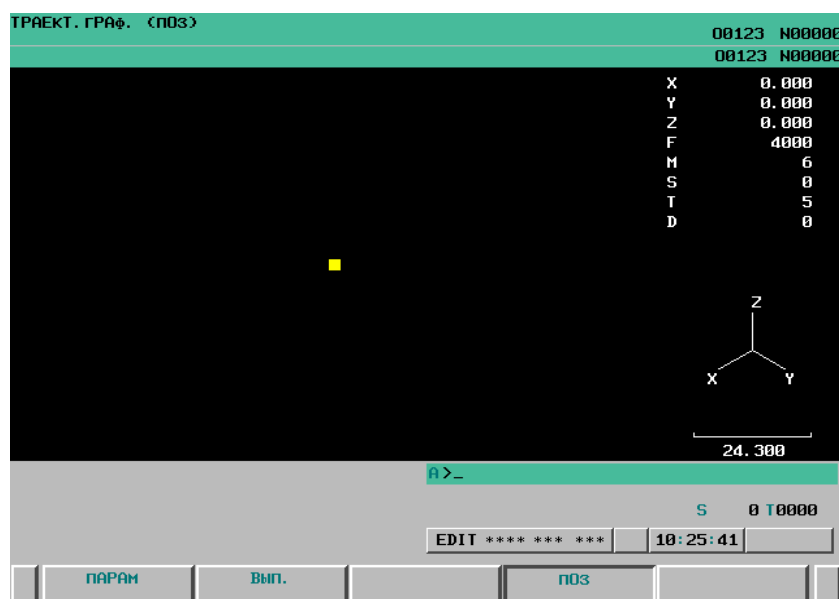 ТРАЕКТ.ГРАФ. (ПОЗ)
O0123 N00000
O0123 N00000
X 0.000
Y 0.000
Z 0.000
F 4000
M 6
S 0
T 5
D 0
Z
X Y
24.300
A>_
S 0 T0000
EDIT **** *** *** 10:25:41
ПАРАМ ВЫП. ПОЗ